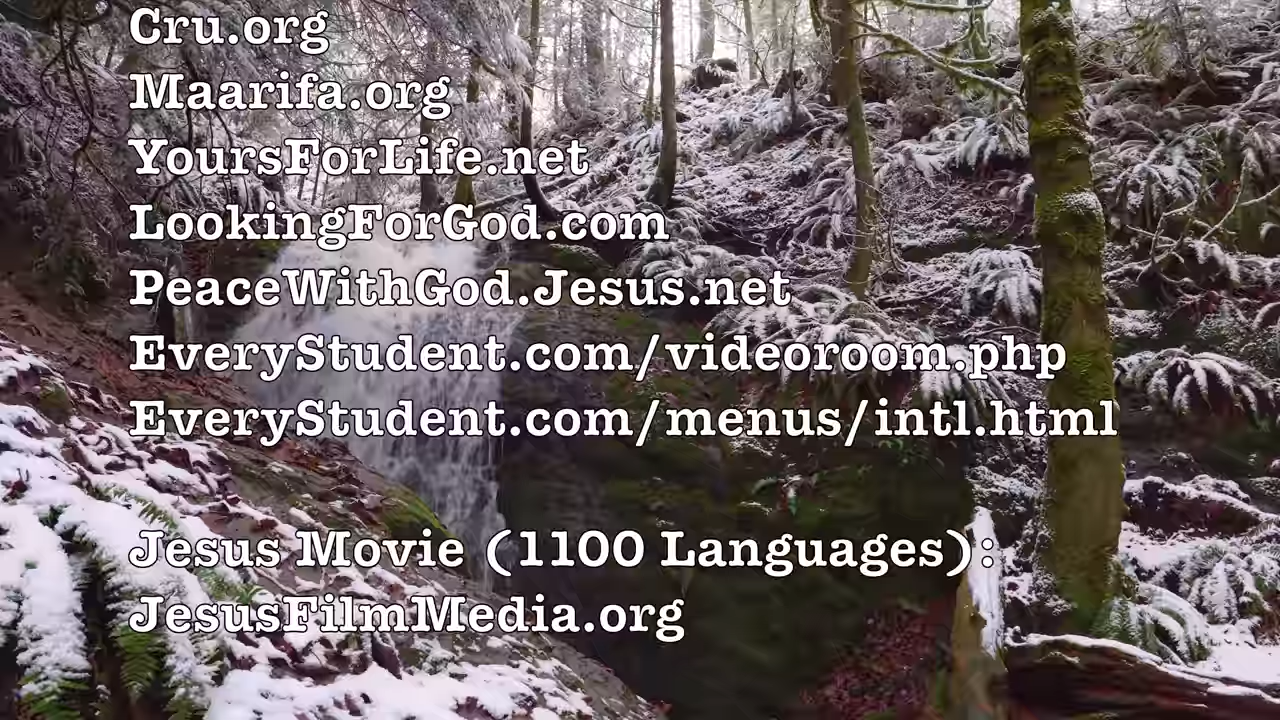 Cru.org
Maarifa.org
YoursForLife.net
LookingForGod.com
PeaceWithGod.Jesus.net
EveryStudent.com/videoroom.php
EveryStudent.com/menus/intl.html
Jesus Movie (1100 Languages):
JesusFilmMedia.org